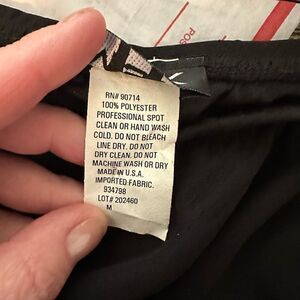 RN# 90714
100% POLYESTER
PROFESSIONAL SPOT
CLEAN OR HAND WASH
COLD. DO NOT BLEACH
LINE DRY. DO NOT
DRY CLEAN. DO NOT
MACHINE WASH OR DRY
MADE IN U.S.A.
IMPORTED FABRIC.
934798
LOT# 202460
M